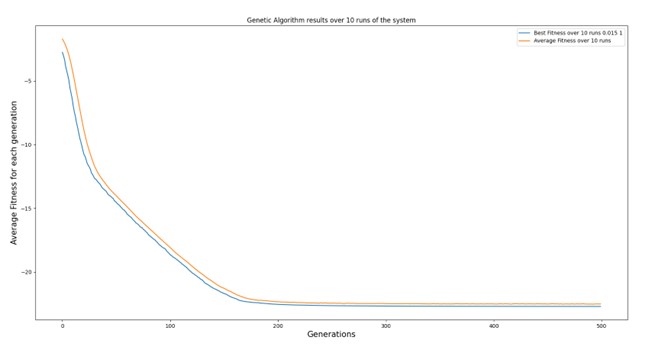 Genetic Algorithm results over 10 runs of the system
Best Fitness over 10 runs 0.015 1
Average Fitness over 10 runs
Average Fitness for each generation
−5
−10
−15
−20
0
100
200
300
400
500
Generations